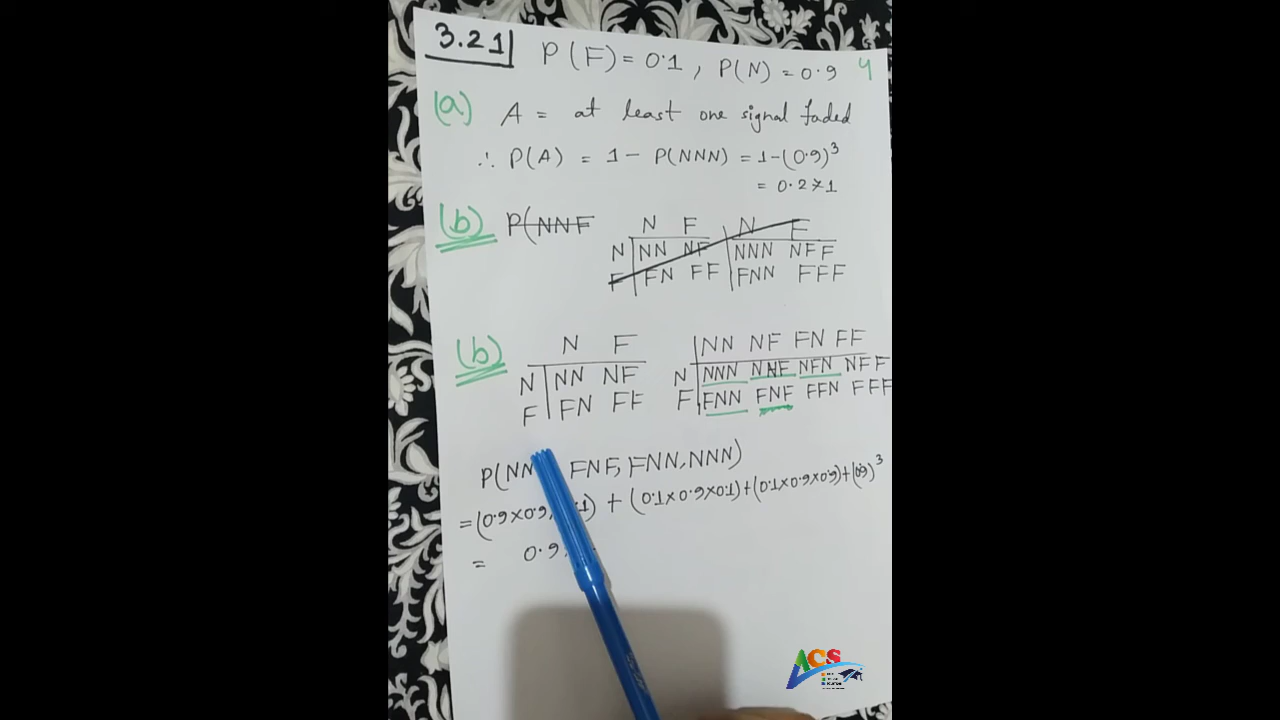 3.21 P(F) = 0.1, P(N) = 0.9 4
(a) A = at least one signal faded
∴ P(A) = 1 - P(NNN) = 1-(0.9)³
= 0.271
(b) P(NNF N F N F
N NN NF NNN NFF
F FN FF FNN FFF
(b) N F NN NF FN FF
N NN NF N NNN NNF NFN NFF
F FN FF F FNN FNF FFN FFF
P(NN FNF, FNN, NNN)
= (0.9×0.9 .1) + (0.1×0.9×0.1) + (0.1×0.9×0.9) + (0.9)³
= 0.9
ACS